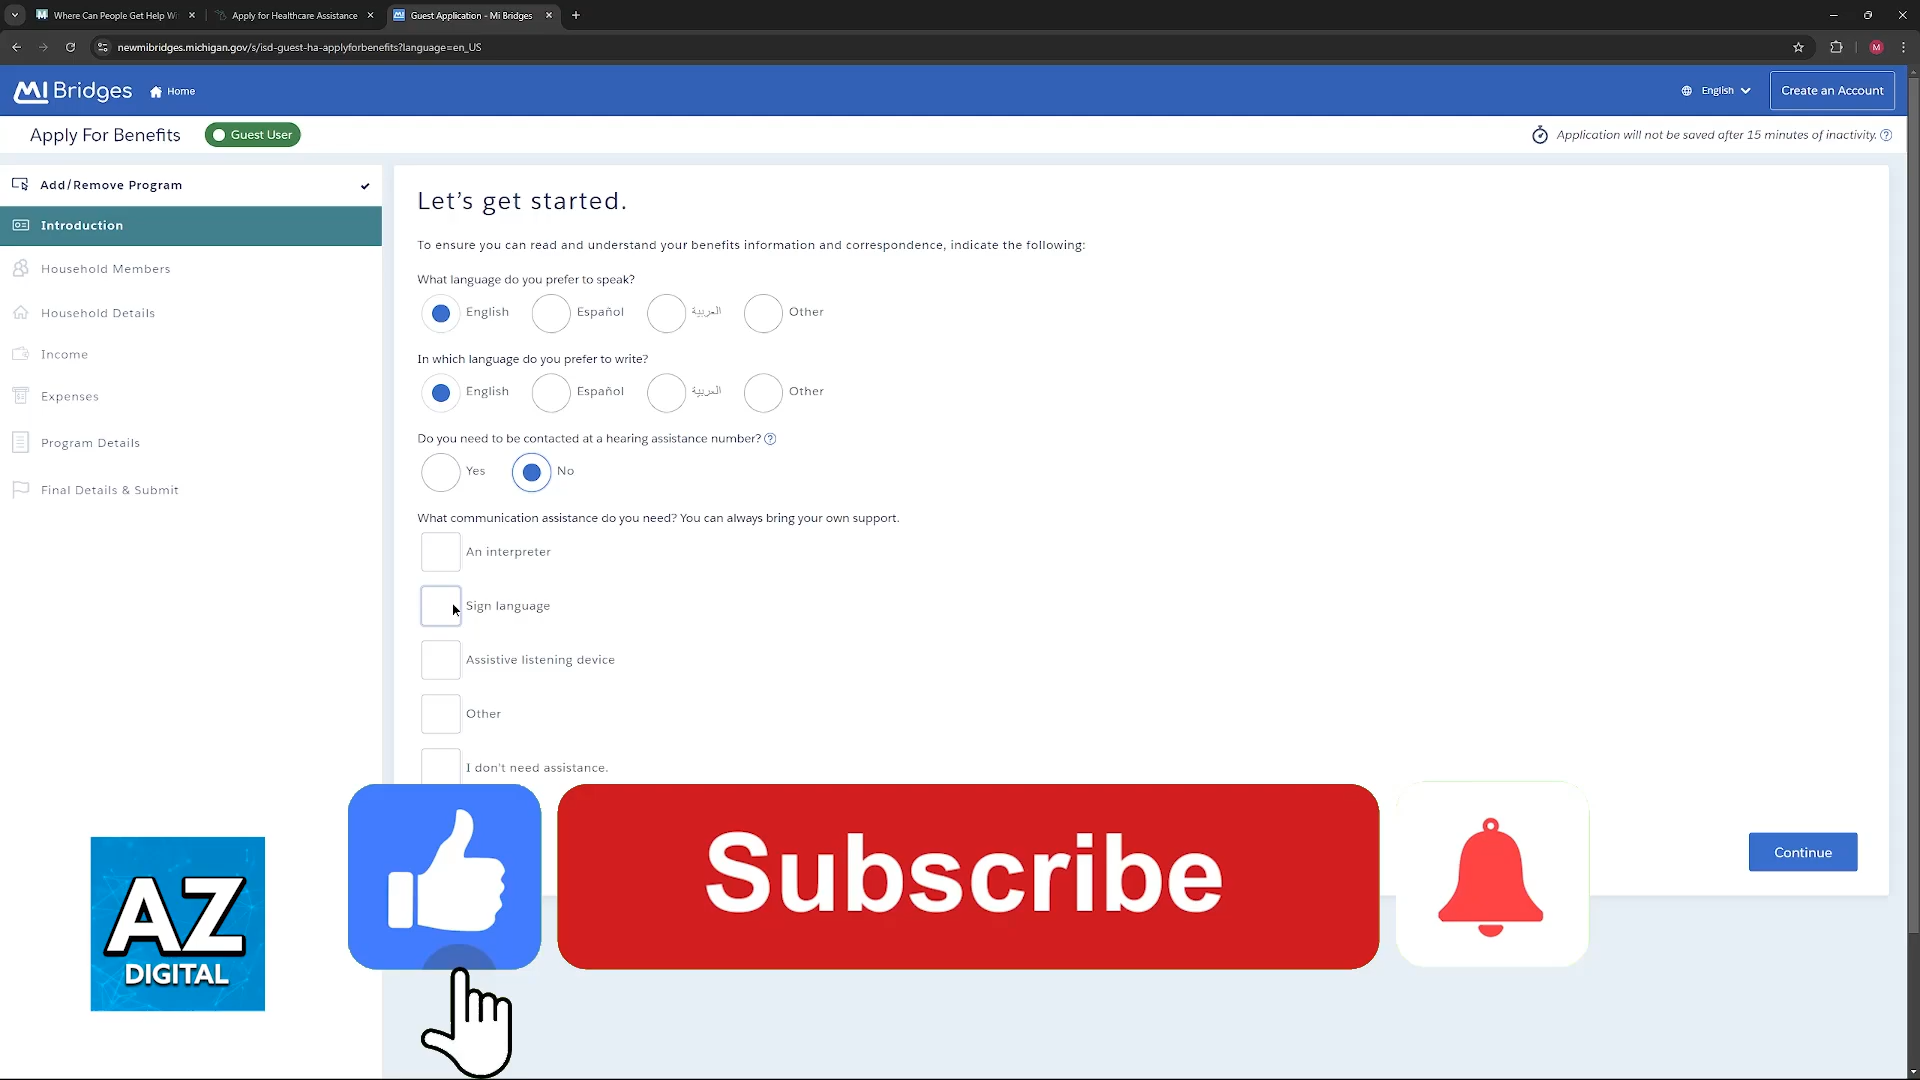 Where Can People Get Help Wi
Apply for Healthcare Assistance
Guest Application - Mi Bridges
newmibridges.michigan.gov/s/isd-guest-ha-applyforbenefits?language=en_US
M
MI Bridges
Home
English
Create an Account
Apply For Benefits
Guest User
Application will not be saved after 15 minutes of inactivity.
Add/Remove Program
Introduction
Household Members
Household Details
Income
Expenses
Program Details
Final Details & Submit
Let's get started.
To ensure you can read and understand your benefits information and correspondence, indicate the following:
What language do you prefer to speak?
English Español العربية Other
In which language do you prefer to write?
English Español العربية Other
Do you need to be contacted at a hearing assistance number?
Yes No
What communication assistance do you need? You can always bring your own support.
An interpreter
Sign language
Assistive listening device
Other
I don't need assistance.
Continue
Subscribe
AZ
DIGITAL